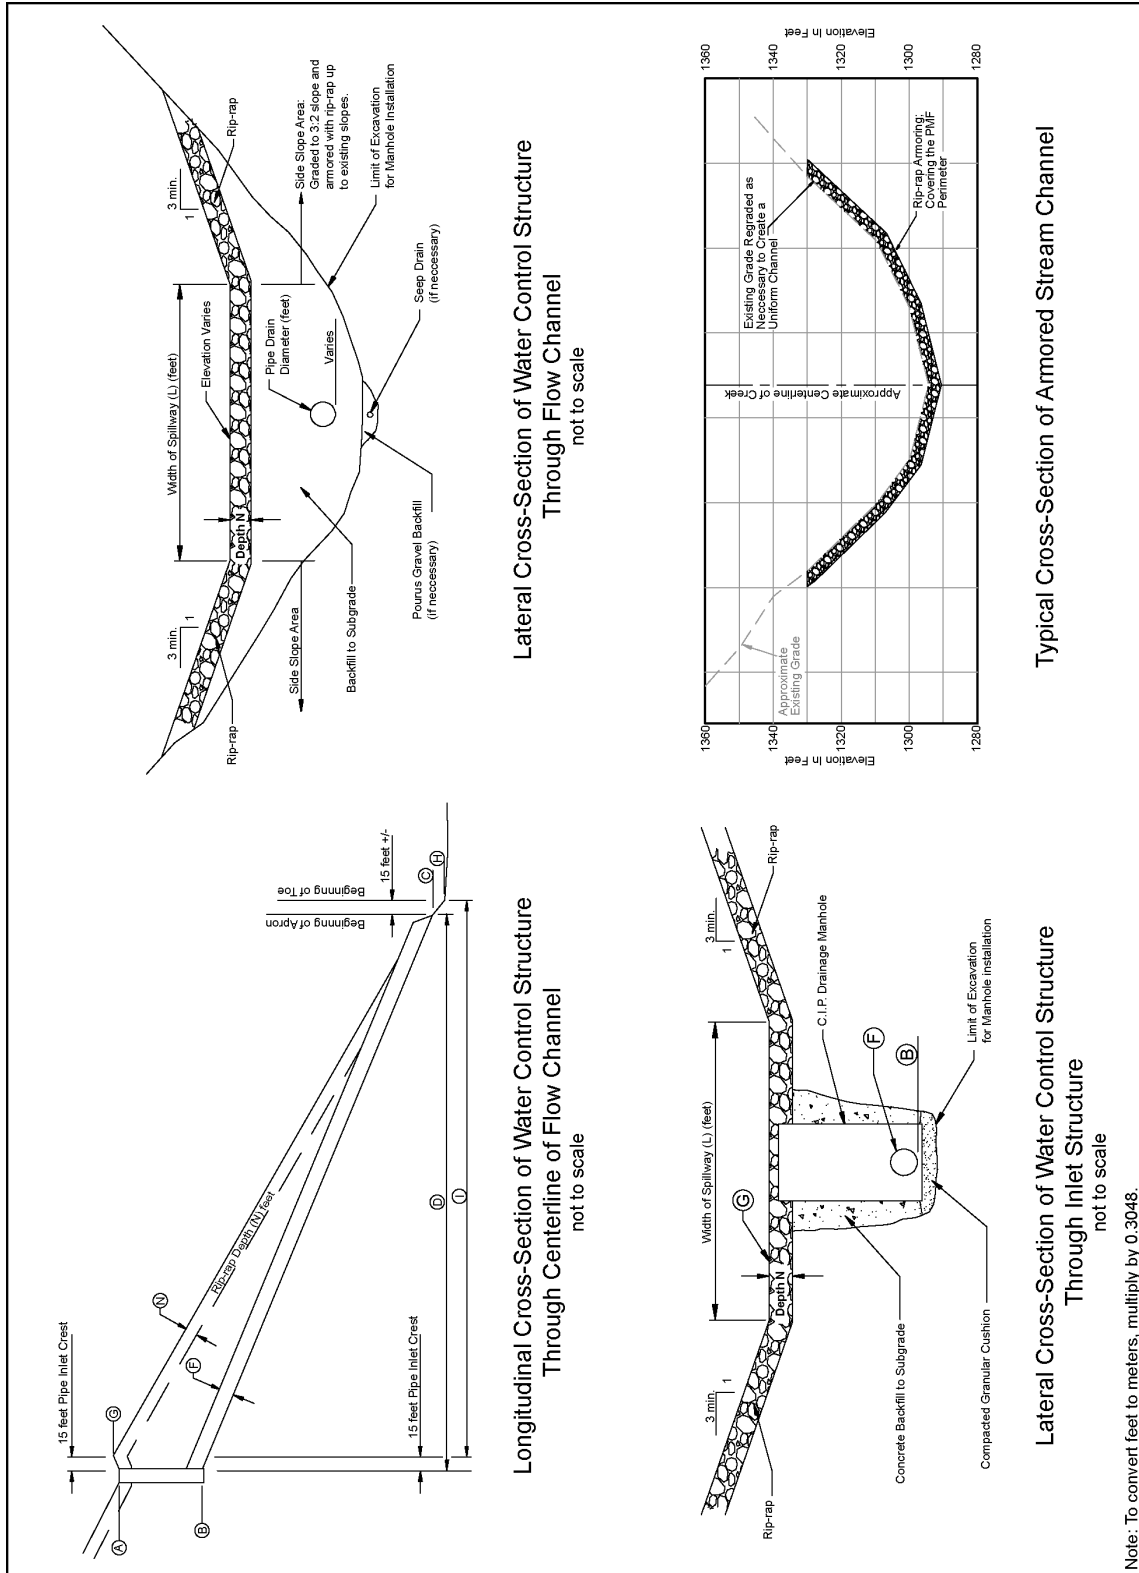 15 feet Pipe Inlet Crest
A
G
B
N
F
Rip-rap Depth (N) feet
15 feet Pipe Inlet Crest
D
I
Beginnng of Apron
Beginnng of Toe
15 feet +/-
C
H
Longitudinal Cross-Section of Water Control Structure
Through Centerline of Flow Channel
not to scale
3 min.
1
Rip-rap
Width of Spillway (L) (feet)
Depth N
Elevation Varies
3 min.
1
Rip-rap
Side Slope Area
Side Slope Area:
Graded to 3:2 slope and
armored with rip-rap up
to existing slopes.
Pipe Drain
Diameter (feet)
Varies
Limit of Excavation
for Manhole Installation
Backfill to Subgrade
Seep Drain
(if neccessary)
Pourus Gravel Backfill
(if neccessary)
Lateral Cross-Section of Water Control Structure
Through Flow Channel
not to scale
3 min.
1
Rip-rap
Width of Spillway (L) (feet)
G
Depth N
3 min.
1
Rip-rap
C.I.P. Drainage Manhole
F
B
Concrete Backfill to Subgrade
Limit of Excavation
for Manhole installation
Compacted Granular Cushion
Lateral Cross-Section of Water Control Structure
Through Inlet Structure
not to scale
1360
1340
1320
1300
1280
Elevation In Feet
Approximate
Existing Grade
Approximate Centerline of Creek
Existing Grade Regraded as
Neccessary to Create a
Uniform Channel
Rip-rap Armoring;
Covering the PMF
Perimeter
1360
1340
1320
1300
1280
Elevation In Feet
Typical Cross-Section of Armored Stream Channel
Note: To convert feet to meters, multiply by 0.3048.